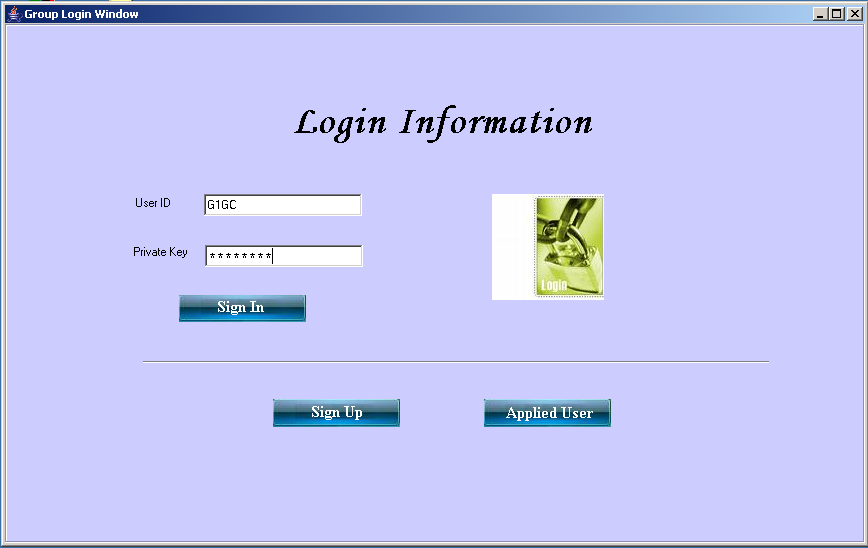 Group Login Window
Login Information
User ID
G1GC
Private Key
********
Login
Sign In
Sign Up
Applied User